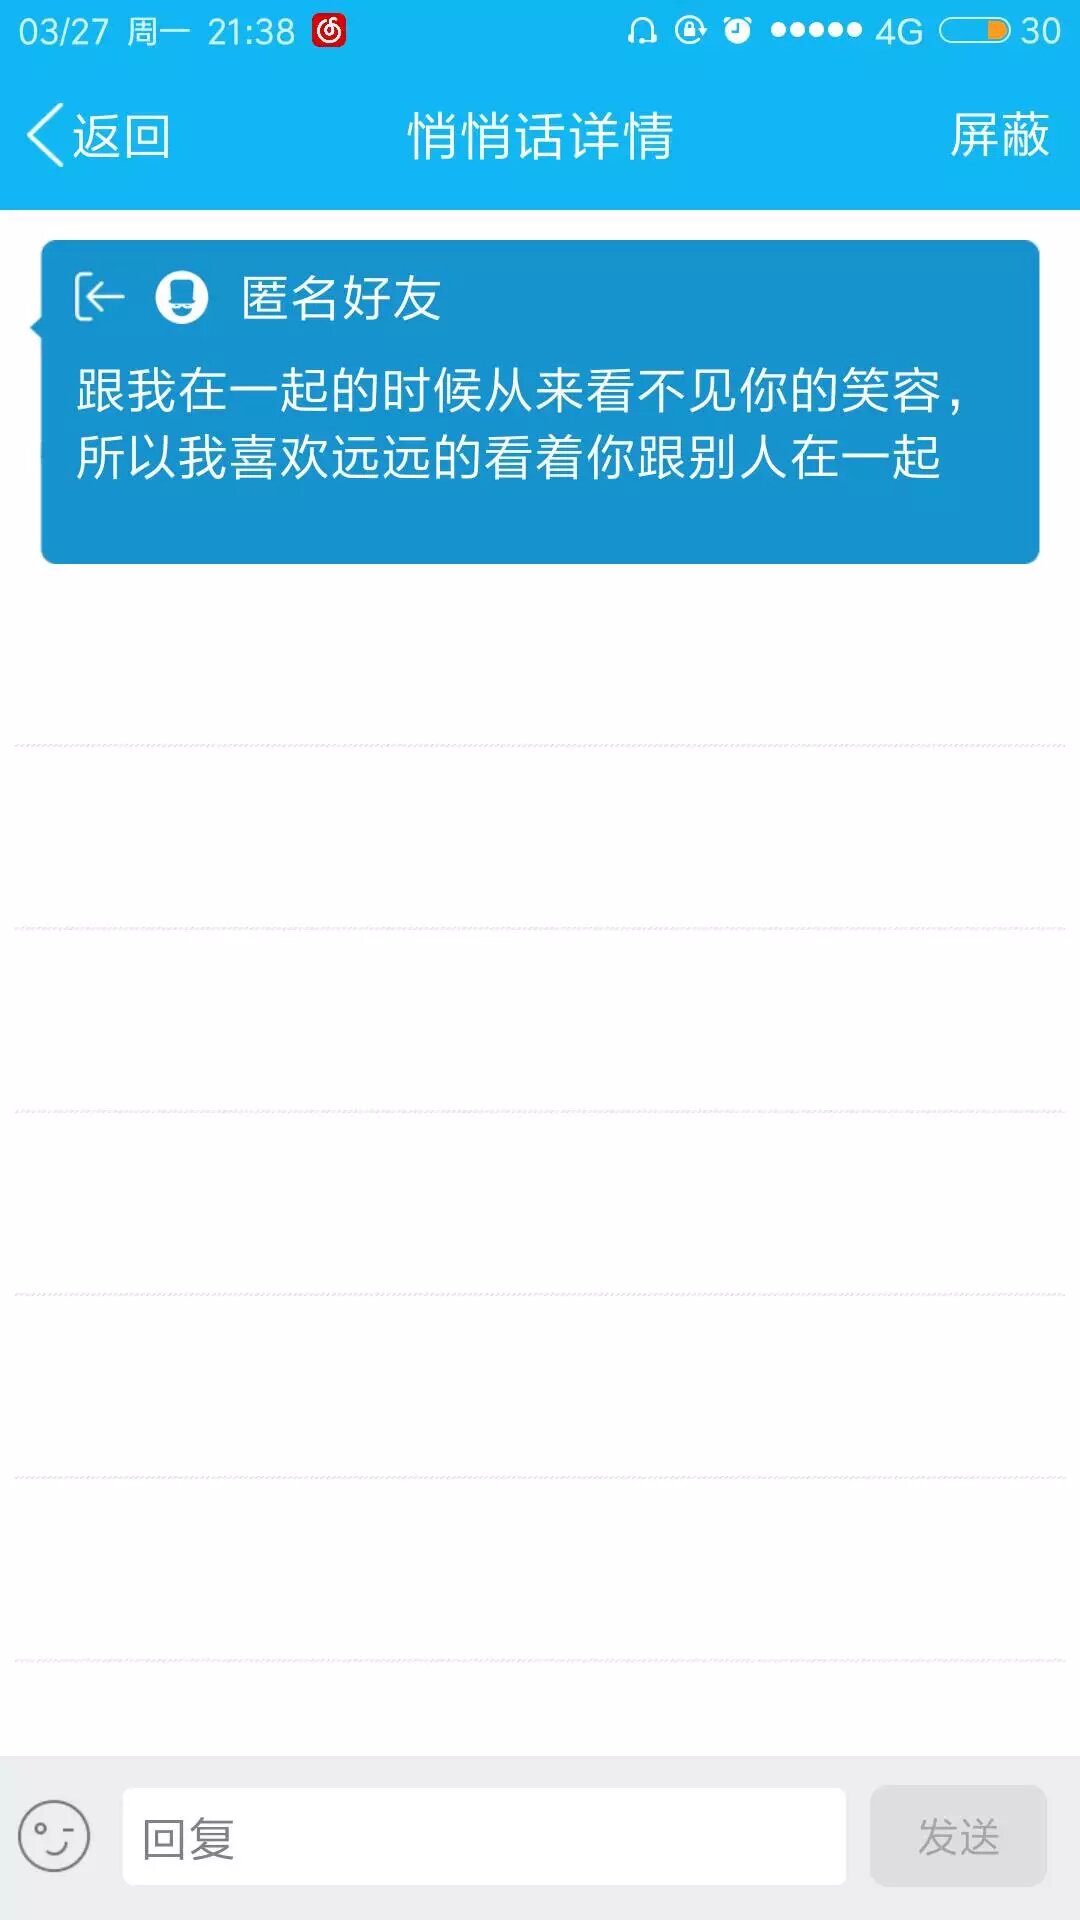 03/27 周一 21:38 4G 30
返回 悄悄话详情 屏蔽
匿名好友
跟我在一起的时候从来看不见你的笑容，
所以我喜欢远远的看着你跟别人在一起
回复 发送